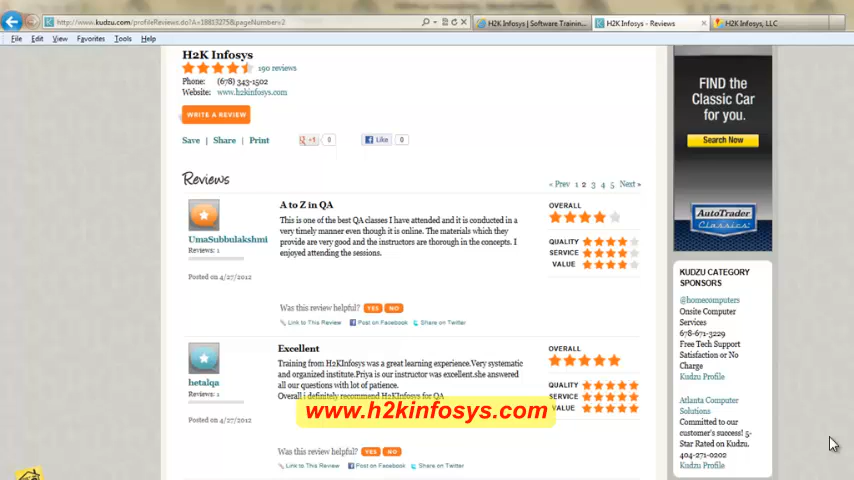 http://www.kudzu.com/profileReviews.do?A=18813275&pageNumber=2
H2K Infosys | Software Trainin...
H2K Infosys - Reviews
H2K Infosys, LLC
File Edit View Favorites Tools Help
H2K Infosys
190 reviews
Phone: (678) 343-1502
Website: www.h2kinfosys.com
WRITE A REVIEW
Save | Share | Print
+1 0
Like 0
Reviews
« Prev 1 2 3 4 5 Next »
A to Z in QA
UmaSubbulakshmi
Reviews: 1
Posted on 4/27/2012
This is one of the best QA classes I have attended and it is conducted in a
very timely manner even though it is online. The materials which they
provide are very good and the instructors are thorough in the concepts. I
enjoyed attending the sessions.
OVERALL
QUALITY
SERVICE
VALUE
Was this review helpful? YES NO
Link to This Review Post on Facebook Share on Twitter
Excellent
hetalqa
Reviews: 1
Posted on 4/27/2012
Training from H2KInfosys was a great learning experience.Very systematic
and organized institute.Priya is our instructor was excellent.she answered
all our questions with lot of patience.
Overall i definitely recommend H2KInfosys for QA
OVERALL
QUALITY
SERVICE
VALUE
www.h2kinfosys.com
Was this review helpful? YES NO
Link to This Review Post on Facebook Share on Twitter
FIND the
Classic Car
for you.
Search Now
AutoTrader
Classics
KUDZU CATEGORY
SPONSORS
@homecomputers
Onsite Computer
Services
678-671-3229
Free Tech Support
Satisfaction or No
Charge
Kudzu Profile
Atlanta Computer
Solutions
Committed to our
customer's success! 5-
Star Rated on Kudzu.
404-271-0202
Kudzu Profile